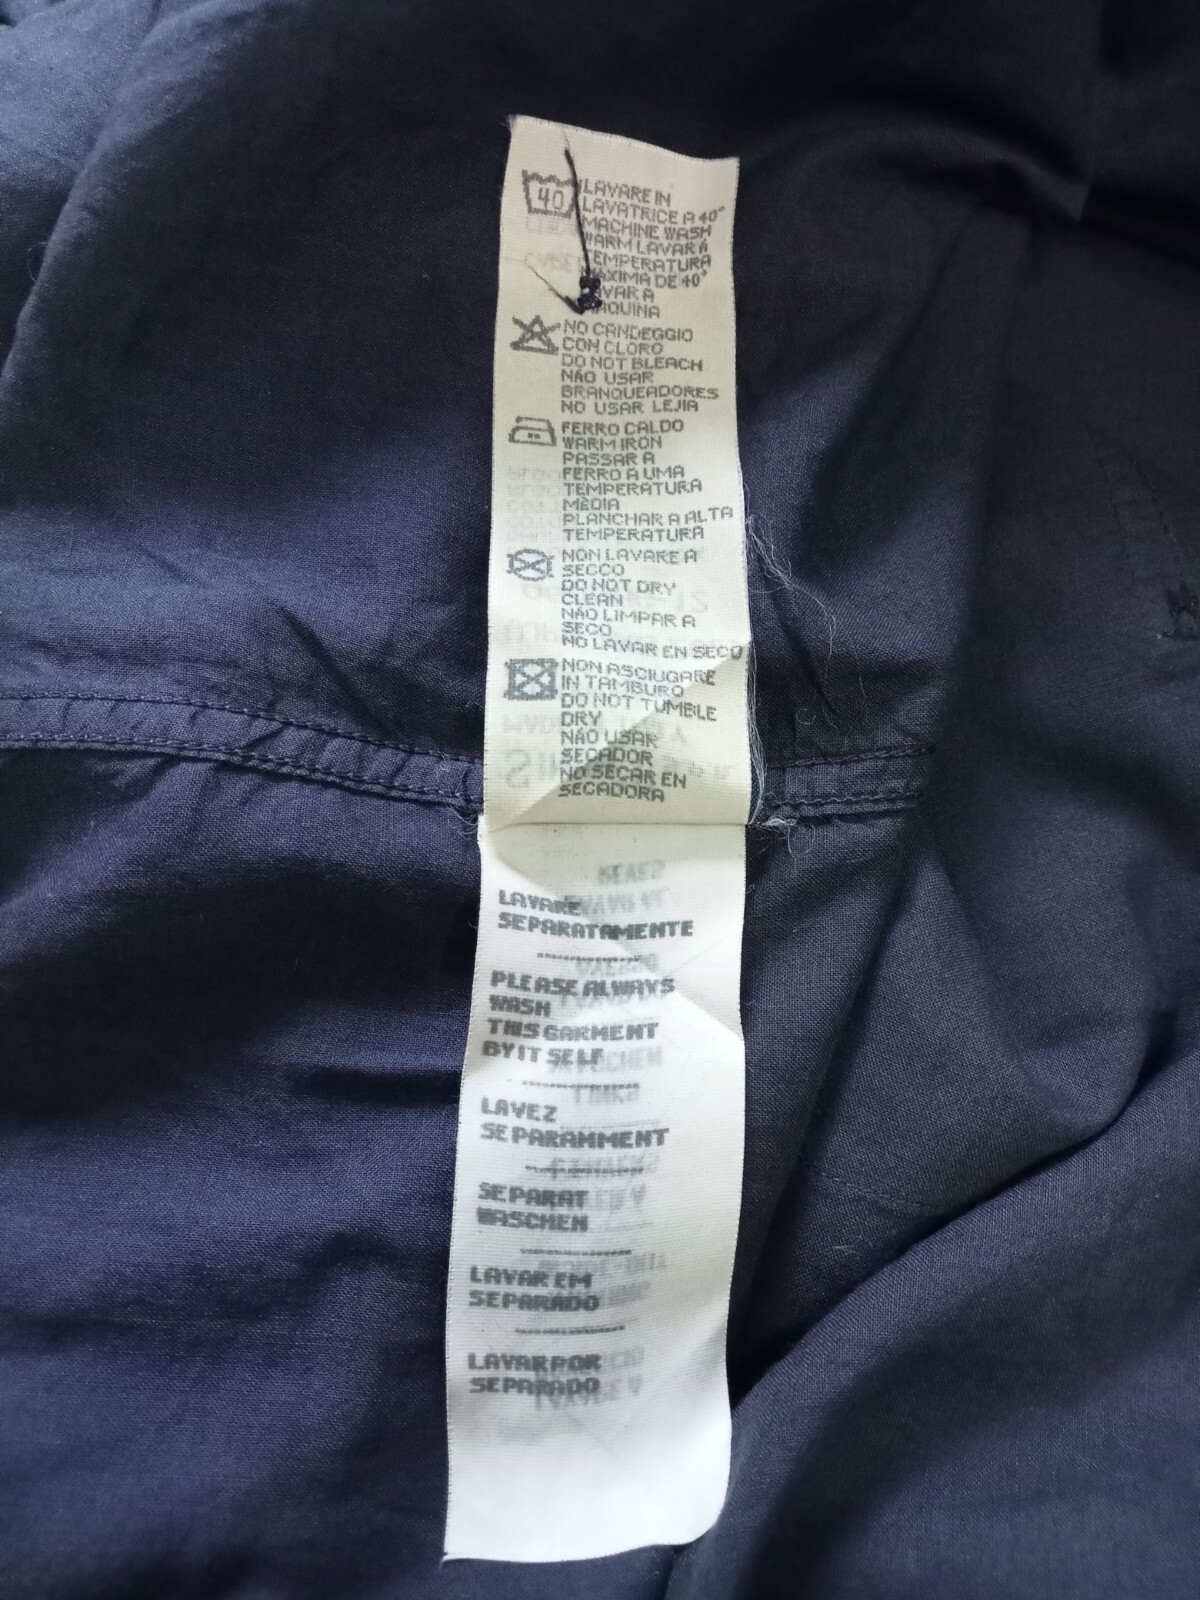 40
LAVARE IN
LAVATRICE A 40°
MACHINE WASH
WARM LAVAR À
TEMPERATURA
MÁXIMA DE 40°
LAVAR A
MÁQUINA
NO CANDEGGIO
CON CLORO
DO NOT BLEACH
NÃO USAR
BRANQUEADORES
NO USAR LEJIA
FERRO CALDO
WARM IRON
PASSAR A
FERRO A UMA
TEMPERATURA
MÈDIA
PLANCHAR A ALTA
TEMPERATURA
NON LAVARE A
SECCO
DO NOT DRY
CLEAN
NÃO LIMPAR A
SECO
NO LAVAR EN SECO
NON ASCIUGARE
IN TAMBURO
DO NOT TUMBLE
DRY
NÃO USAR
SECADOR
NO SECAR EN
SECADORA
LAVARE
SEPARATAMENTE
PLEASE ALWAYS
WASH
THIS GARMENT
BY IT SELF
LAVEZ
SEPARAMMENT
SEPARAT
WASCHEN
LAVAR EM
SEPARADO
LAVAR POR
SEPARADO